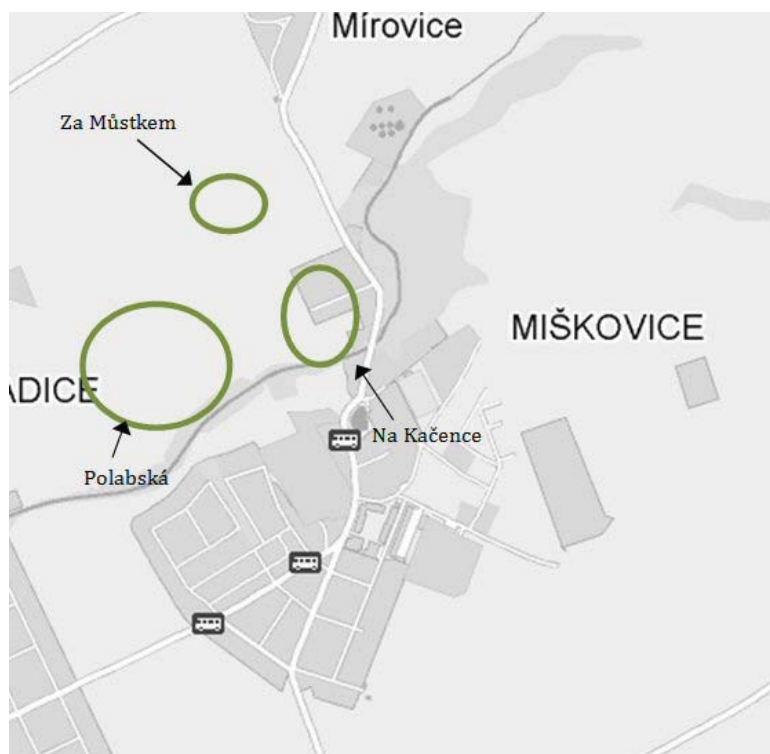 Mírovice
Za Můstkem
MIŠKOVICE
ADICE
Na Kačence
Polabská